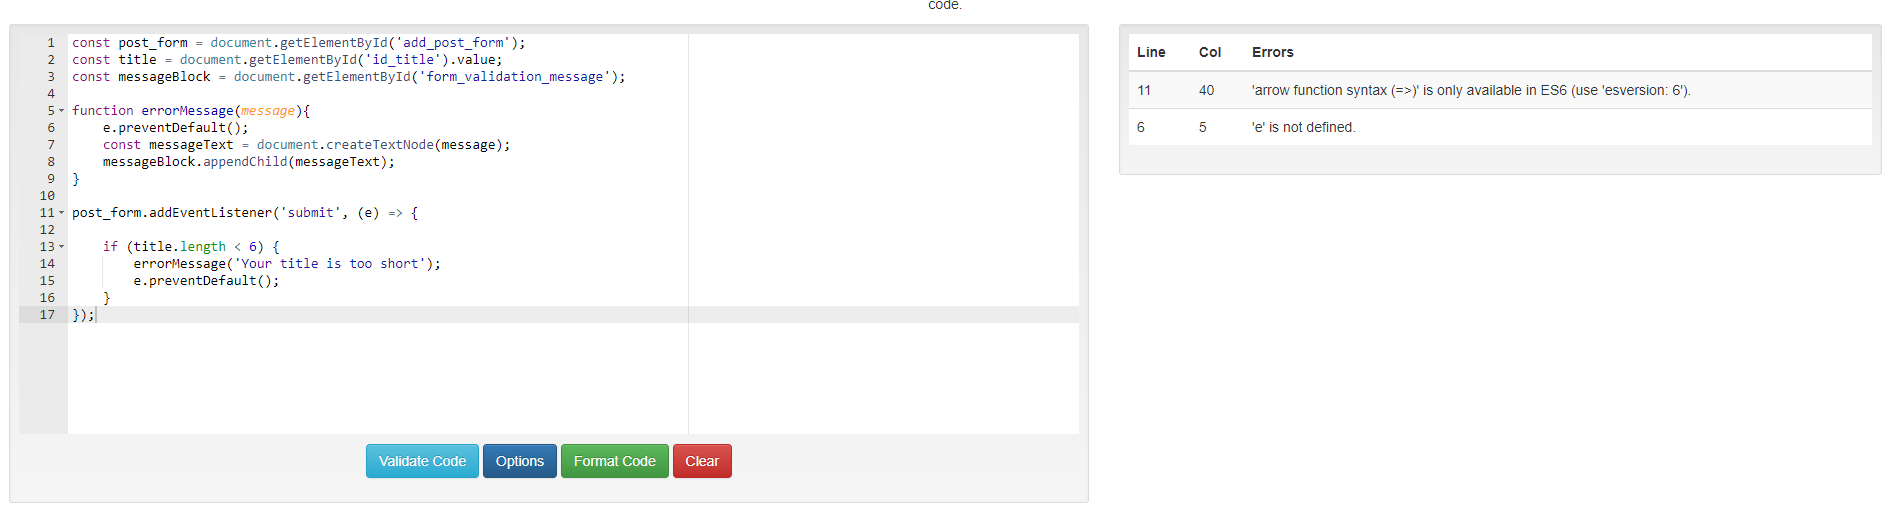 code.
1 const post_form = document.getElementById('add_post_form');
2 const title = document.getElementById('id_title').value;
3 const messageBlock = document.getElementById('form_validation_message');
4
5 function errorMessage(message){
6     e.preventDefault();
7     const messageText = document.createTextNode(message);
8     messageBlock.appendChild(messageText);
9 }
10
11 post_form.addEventListener('submit', (e) => {
12
13     if (title.length < 6) {
14         errorMessage('Your title is too short');
15         e.preventDefault();
16     }
17 });
Validate Code Options Format Code Clear
Line Col Errors
11 40 'arrow function syntax (=>)' is only available in ES6 (use 'esversion: 6').
6 5 'e' is not defined.